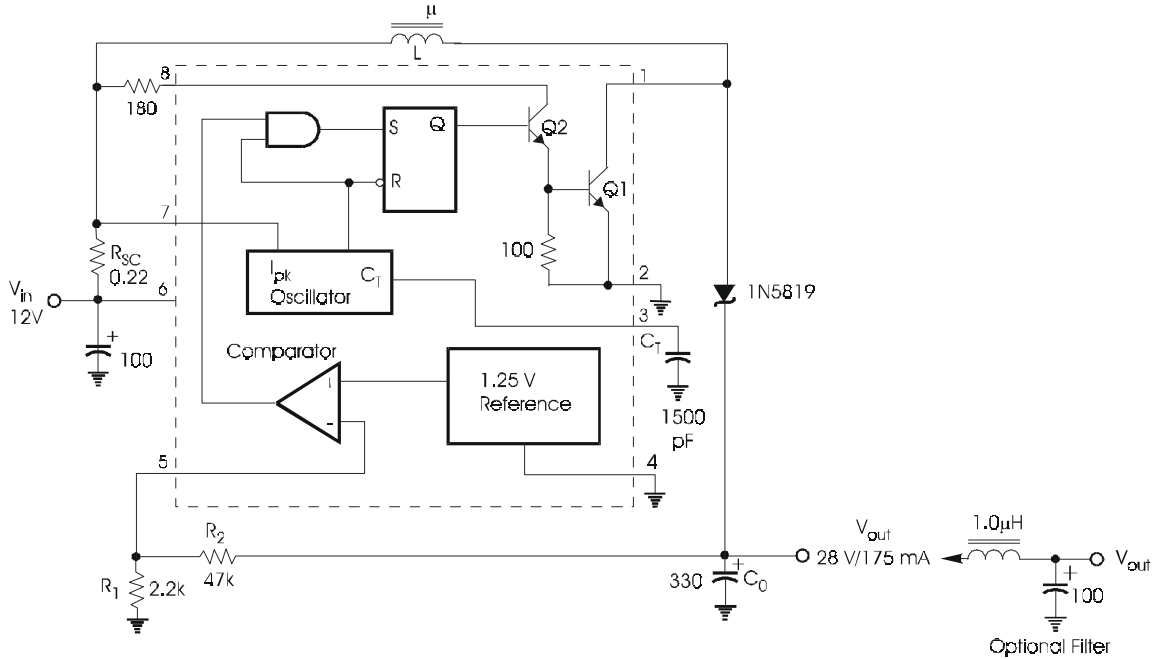 μ
L
8
1
180
S
Q
Q2
R
Q1
7
100
R_SC
0.22
I_pk
C_T
Oscillator
2
V_in
12V
6
1N5819
3
C_T
100
Comparator
1.25 V
Reference
1500
pF
-
5
4
R_2
47k
V_out
28 V/175 mA
1.0μH
V_out
R_1
2.2k
330
+
C_0
+
100
+
Optional Filter